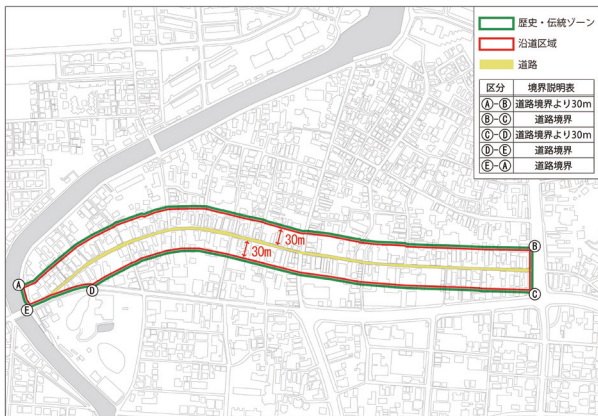 歴史・伝統ゾーン
沿道区域
道路
区分 境界説明表
Ⓐ-Ⓑ 道路境界より30m
Ⓑ-Ⓒ 道路境界
Ⓒ-Ⓓ 道路境界より30m
Ⓓ-Ⓔ 道路境界
Ⓔ-Ⓐ 道路境界
30m
30m
Ⓑ
Ⓐ
Ⓓ
Ⓒ
Ⓔ